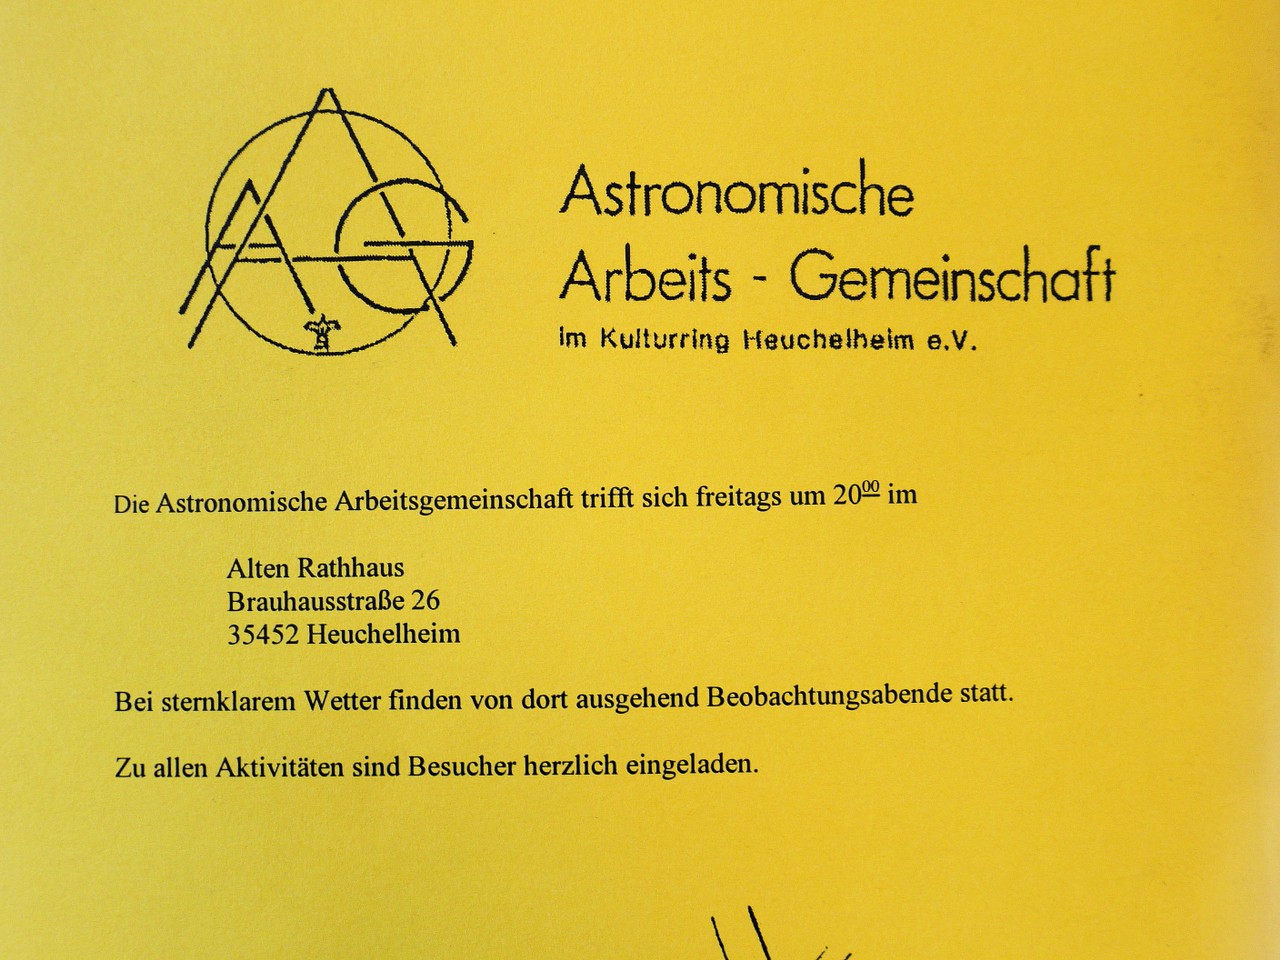 AAG
Astronomische
Arbeits - Gemeinschaft
im Kulturring Heuchelheim e.V.
Die Astronomische Arbeitsgemeinschaft trifft sich freitags um 20⁰⁰ im
Alten Rathhaus
Brauhausstraße 26
35452 Heuchelheim
Bei sternklarem Wetter finden von dort ausgehend Beobachtungsabende statt.
Zu allen Aktivitäten sind Besucher herzlich eingeladen.